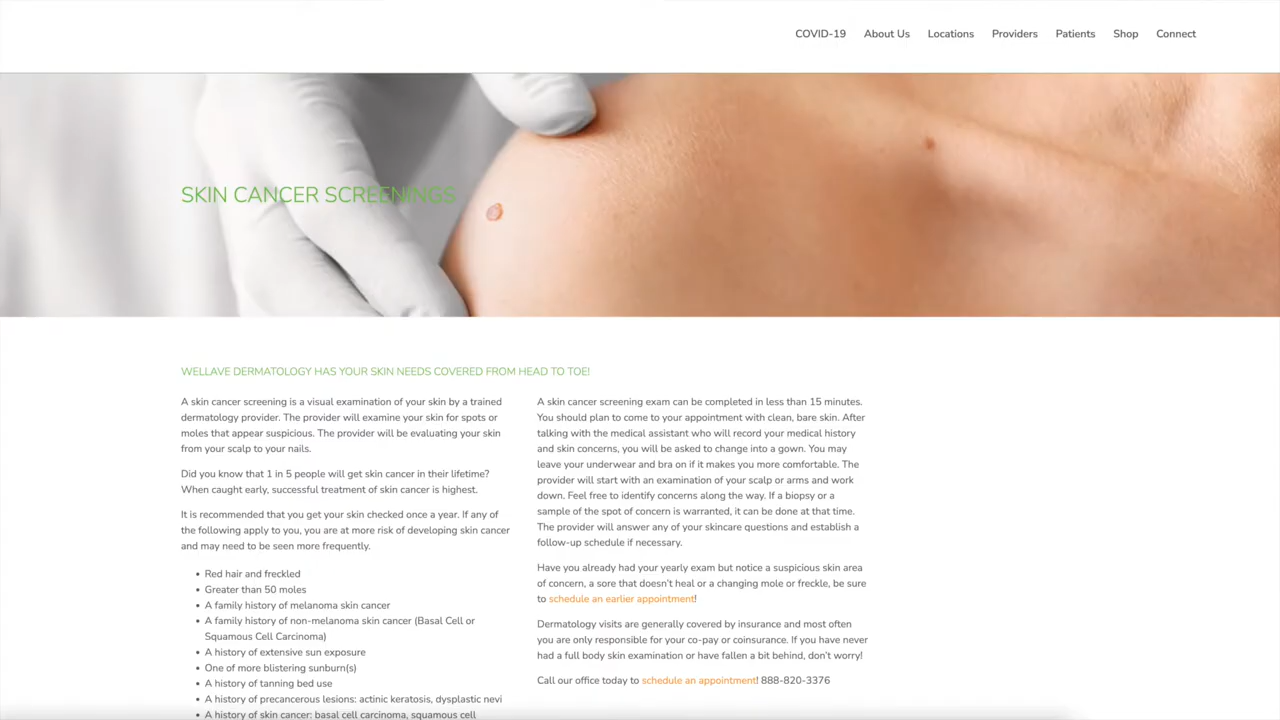 COVID-19 About Us Locations Providers Patients Shop Connect
SKIN CANCER SCREENINGS
WELLAVE DERMATOLOGY HAS YOUR SKIN NEEDS COVERED FROM HEAD TO TOE!
A skin cancer screening is a visual examination of your skin by a trained
dermatology provider. The provider will examine your skin for spots or
moles that appear suspicious. The provider will be evaluating your skin
from your scalp to your nails.
Did you know that 1 in 5 people will get skin cancer in their lifetime?
When caught early, successful treatment of skin cancer is highest.
It is recommended that you get your skin checked once a year. If any of
the following apply to you, you are at more risk of developing skin cancer
and may need to be seen more frequently.
• Red hair and freckled
• Greater than 50 moles
• A family history of melanoma skin cancer
• A family history of non-melanoma skin cancer (Basal Cell or
Squamous Cell Carcinoma)
• A history of extensive sun exposure
• One of more blistering sunburn(s)
• A history of tanning bed use
• A history of precancerous lesions: actinic keratosis, dysplastic nevi
• A history of skin cancer: basal cell carcinoma, squamous cell
A skin cancer screening exam can be completed in less than 15 minutes.
You should plan to come to your appointment with clean, bare skin. After
talking with the medical assistant who will record your medical history
and skin concerns, you will be asked to change into a gown. You may
leave your underwear and bra on if it makes you more comfortable. The
provider will start with an examination of your scalp or arms and work
down. Feel free to identify concerns along the way. If a biopsy or a
sample of the spot of concern is warranted, it can be done at that time.
The provider will answer any of your skincare questions and establish a
follow-up schedule if necessary.
Have you already had your yearly exam but notice a suspicious skin area
of concern, a sore that doesn't heal or a changing mole or freckle, be sure
to schedule an earlier appointment!
Dermatology visits are generally covered by insurance and most often
you are only responsible for your co-pay or coinsurance. If you have never
had a full body skin examination or have fallen a bit behind, don't worry!
Call our office today to schedule an appointment! 888-820-3376